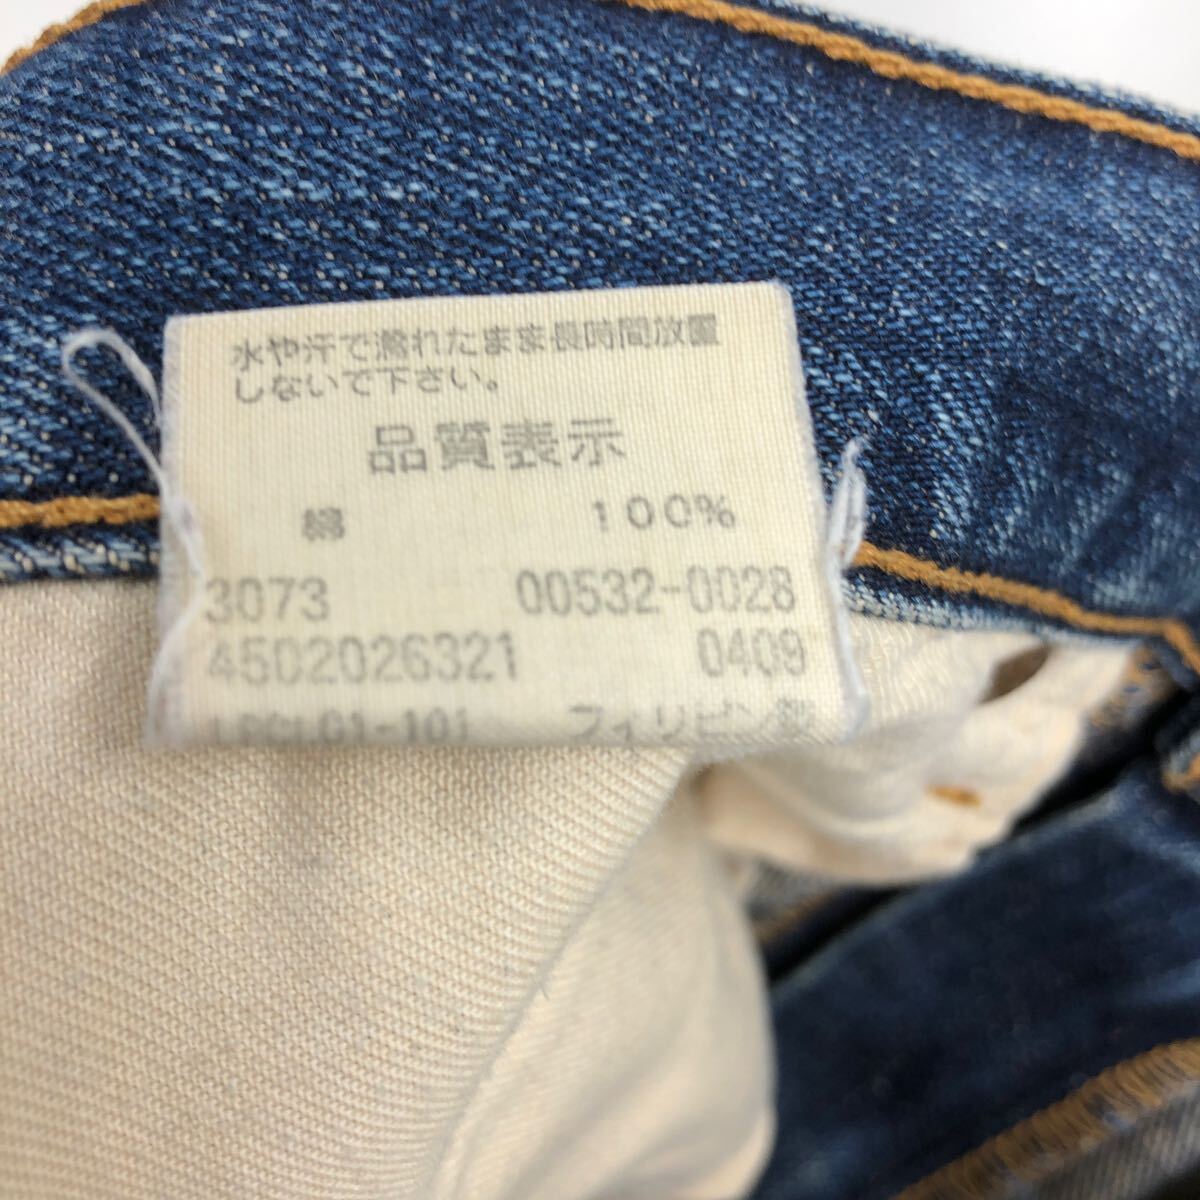 水や汗で濡れたまま長時間放置
しないで下さい。
品質表示
綿 100%
3073 00532-0028
4502026321 0409
フィリピン製